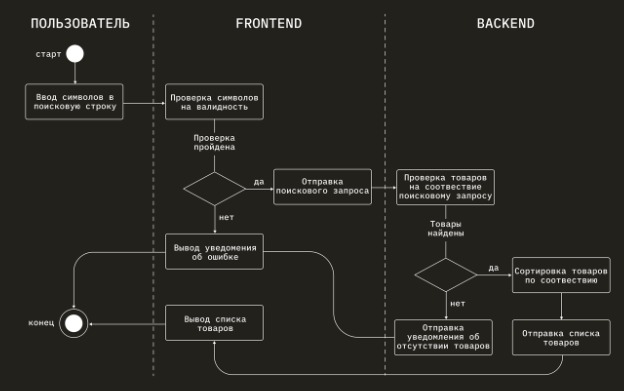 ПОЛЬЗОВАТЕЛЬ
FRONTEND
BACKEND
старт
Ввод символов в
поисковую строку
Проверка символов
на валидность
Проверка
пройдена
да
Отправка
поискового запроса
Проверка товаров
на соотвествие
поисковому запросу
нет
Товары
найдены
Вывод уведомления
об ошибке
да
Сортировка товаров
по соотвествию
нет
конец
Вывод списка
товаров
Отправка
уведомления об
отсутствии товаров
Отправка списка
товаров